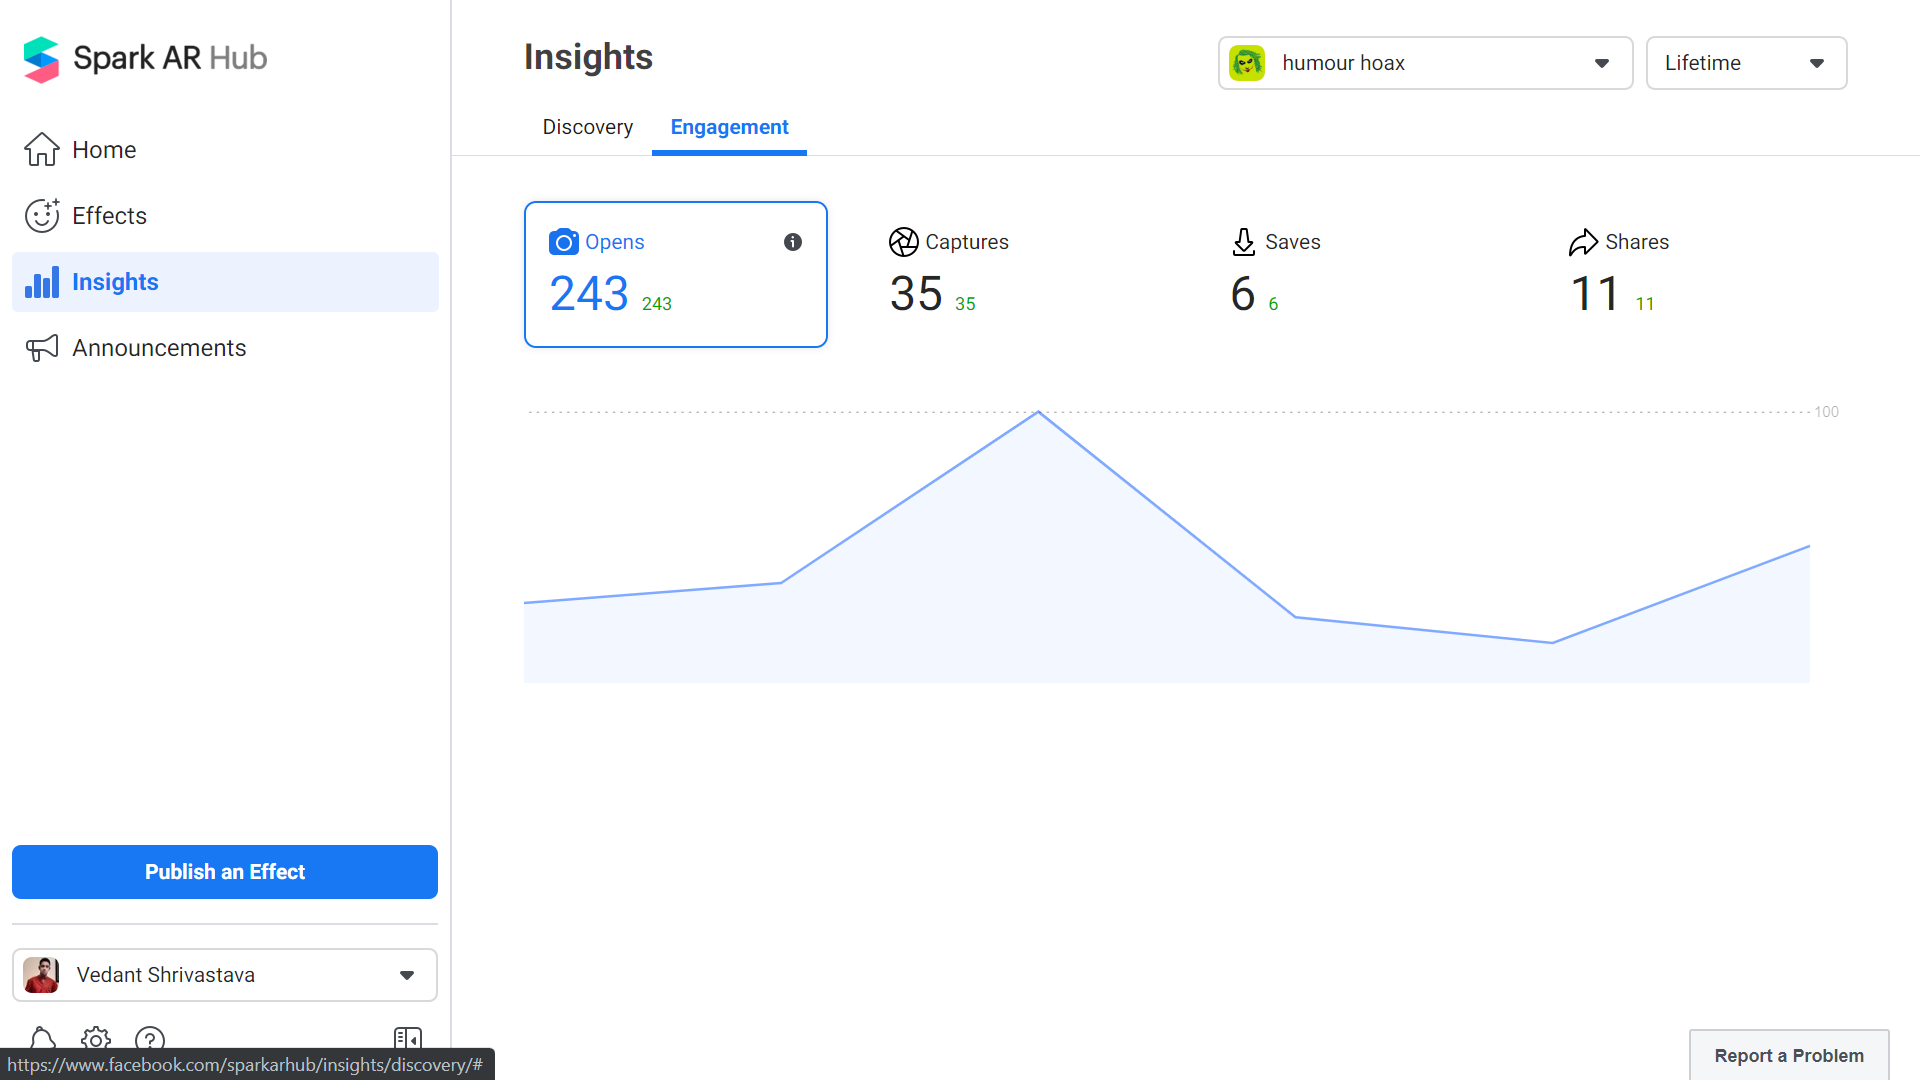 Spark AR Hub
Home
Effects
Insights
Announcements
Publish an Effect
Vedant Shrivastava
https://www.facebook.com/sparkarhub/insights/discovery/#
Insights
humour hoax
Lifetime
Discovery
Engagement
Opens
243 243
Captures
35 35
Saves
6 6
Shares
11 11
100
Report a Problem